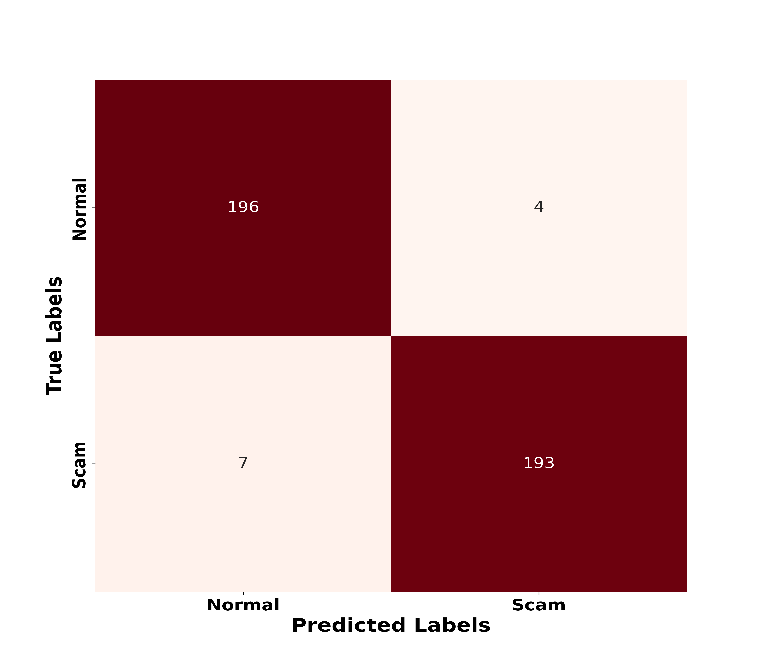 Normal
196
4
True Labels
Scam
7
193
Normal
Scam
Predicted Labels